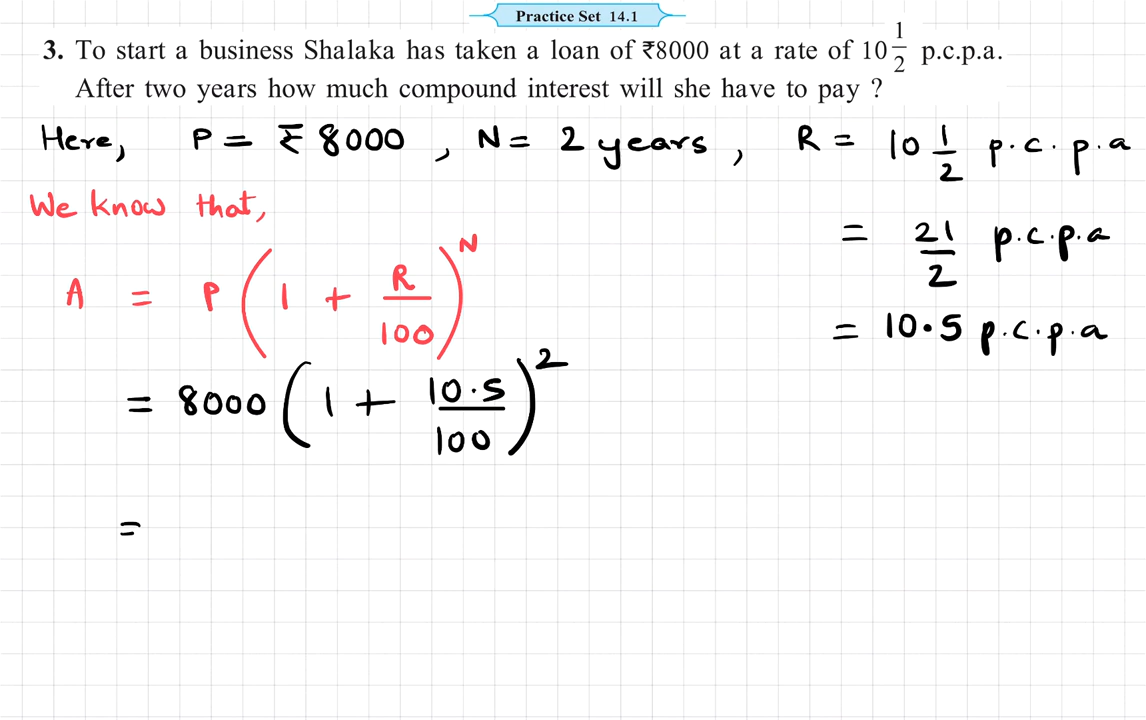 Practice Set 14.1
3. To start a business Shalaka has taken a loan of ₹8000 at a rate of 10 1/2 p.c.p.a.
After two years how much compound interest will she have to pay ?
Here, P = ₹ 8000 , N = 2 years , R = 10 1/2 p.c.p.a
= 21/2 p.c.p.a
= 10.5 p.c.p.a
We know that,
A = P ( 1 + R/100 )^N
= 8000 ( 1 + 10.5/100 )^2
=